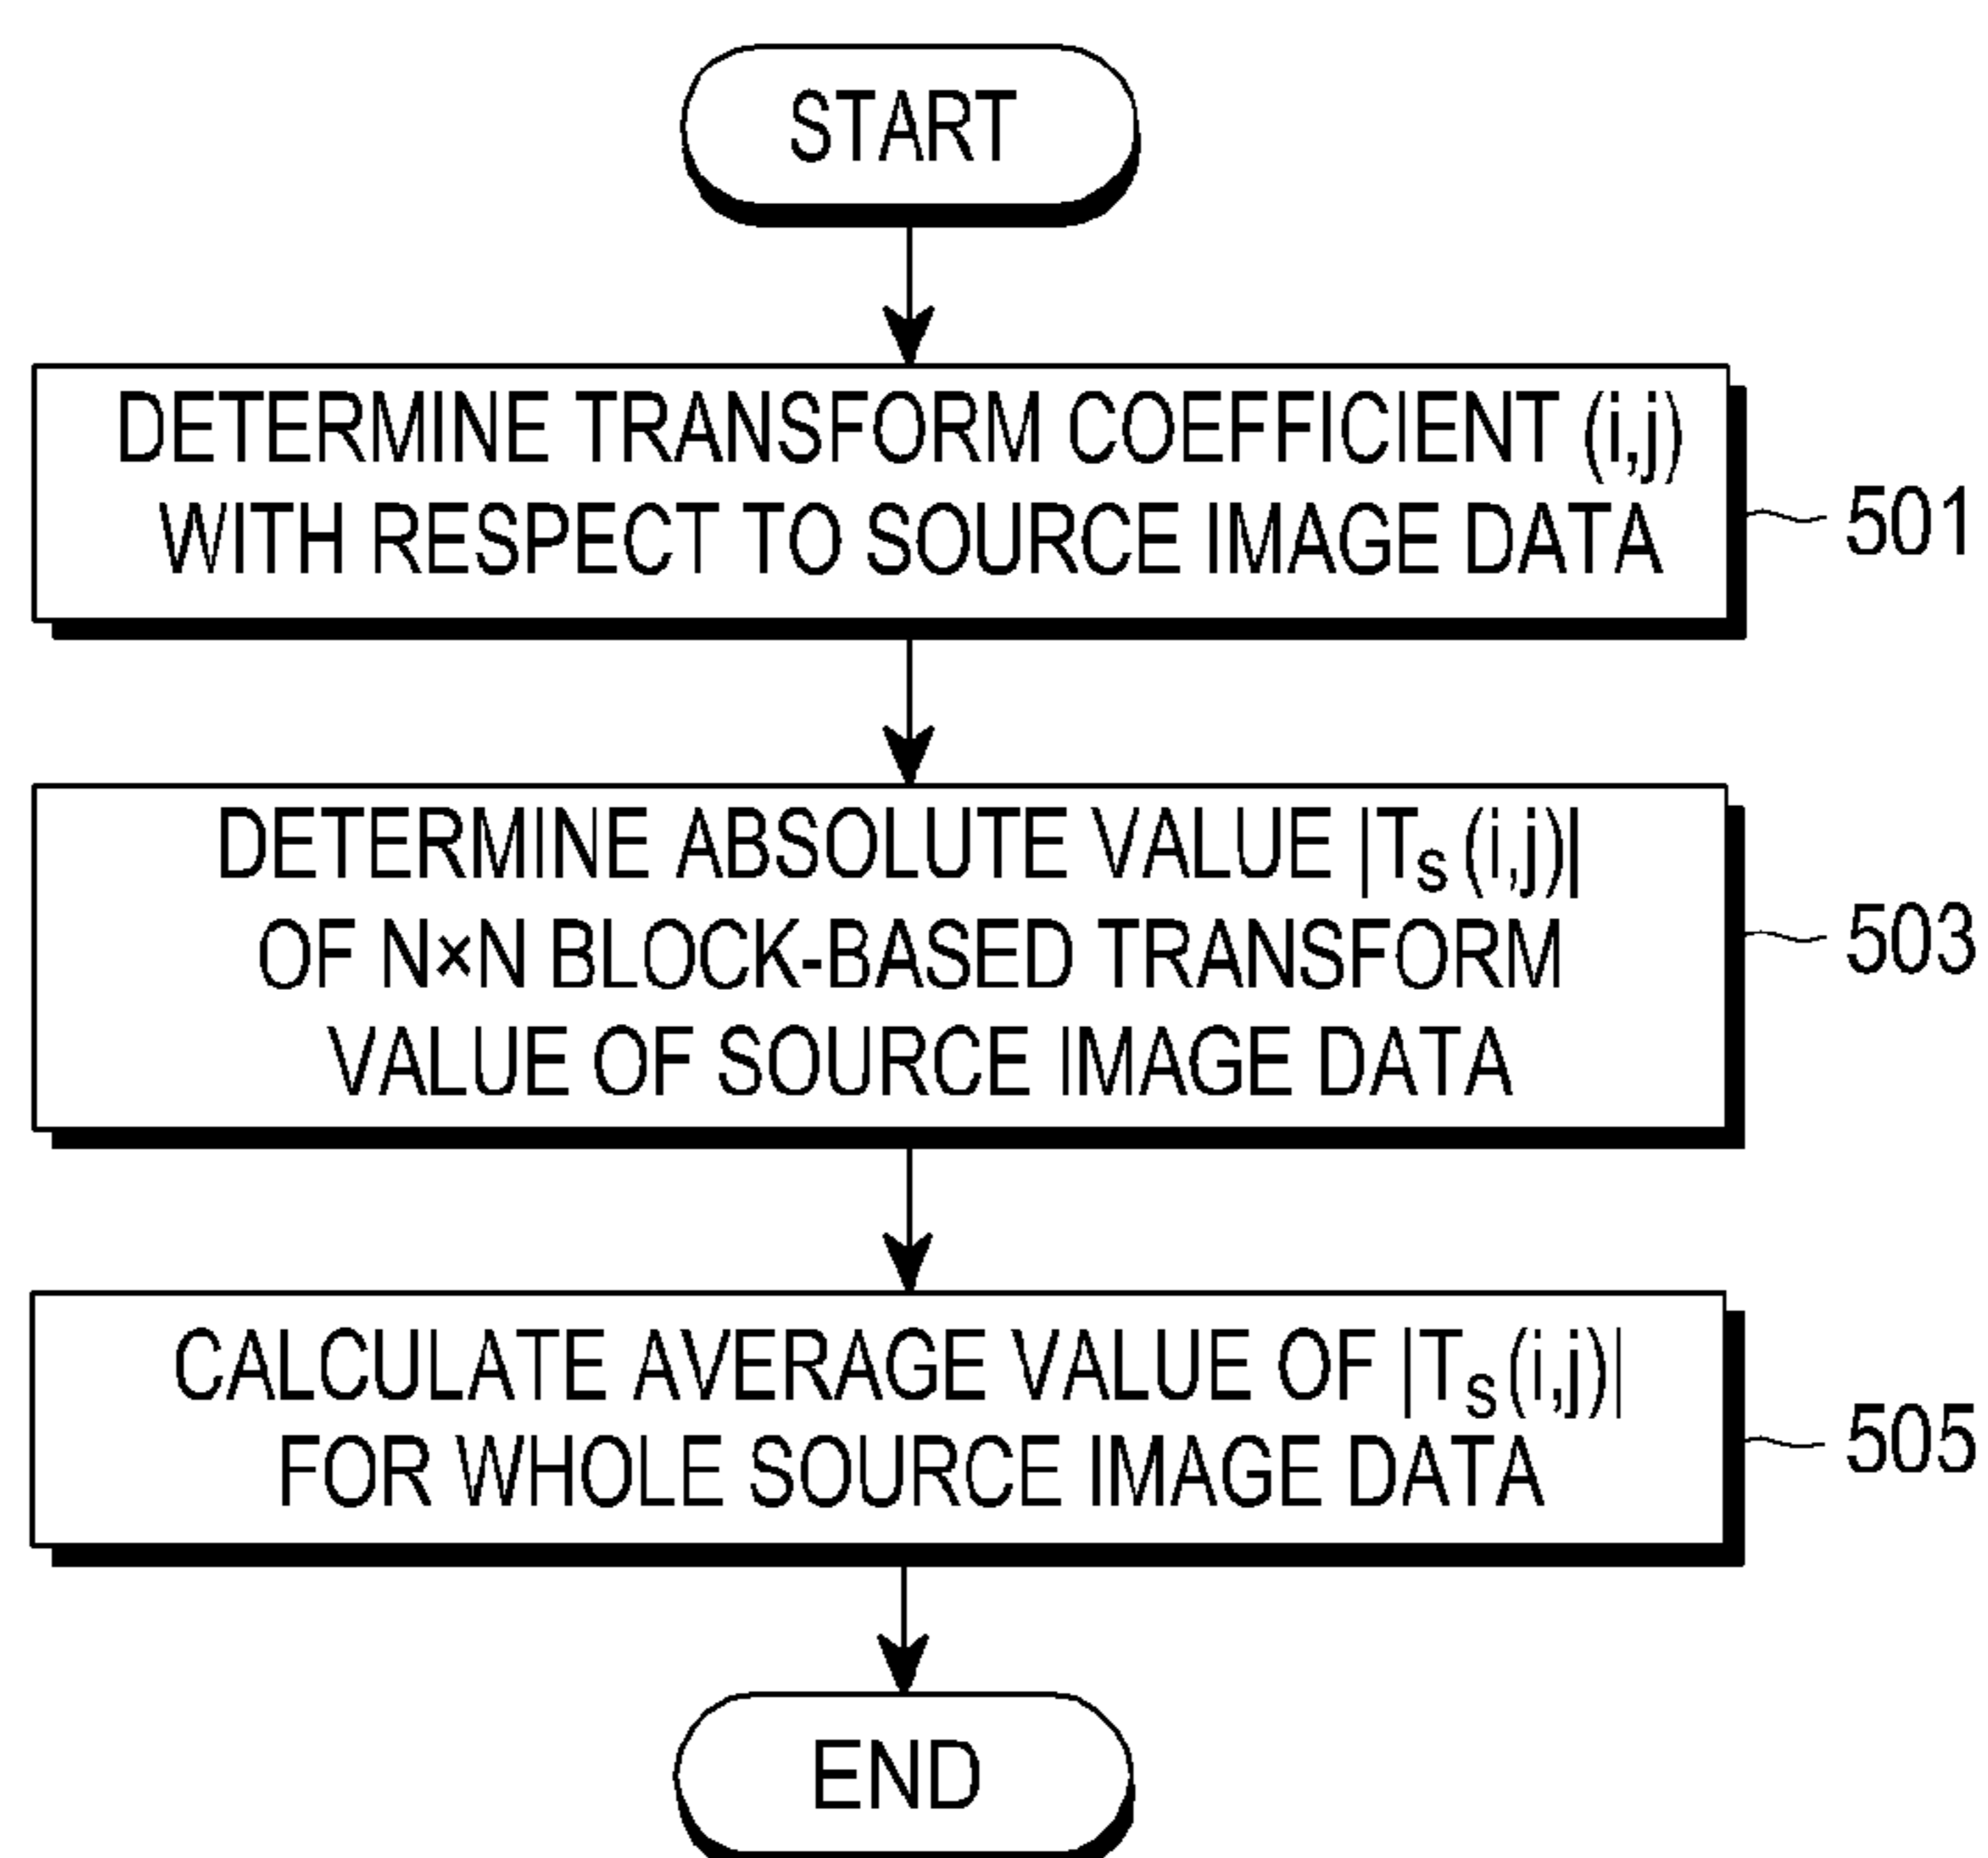 START
DETERMINE TRANSFORM COEFFICIENT (i,j)
WITH RESPECT TO SOURCE IMAGE DATA
501
DETERMINE ABSOLUTE VALUE |Ts (i,j)|
OF N×N BLOCK-BASED TRANSFORM
VALUE OF SOURCE IMAGE DATA
503
CALCULATE AVERAGE VALUE OF |Ts(i,j)|
FOR WHOLE SOURCE IMAGE DATA
505
END